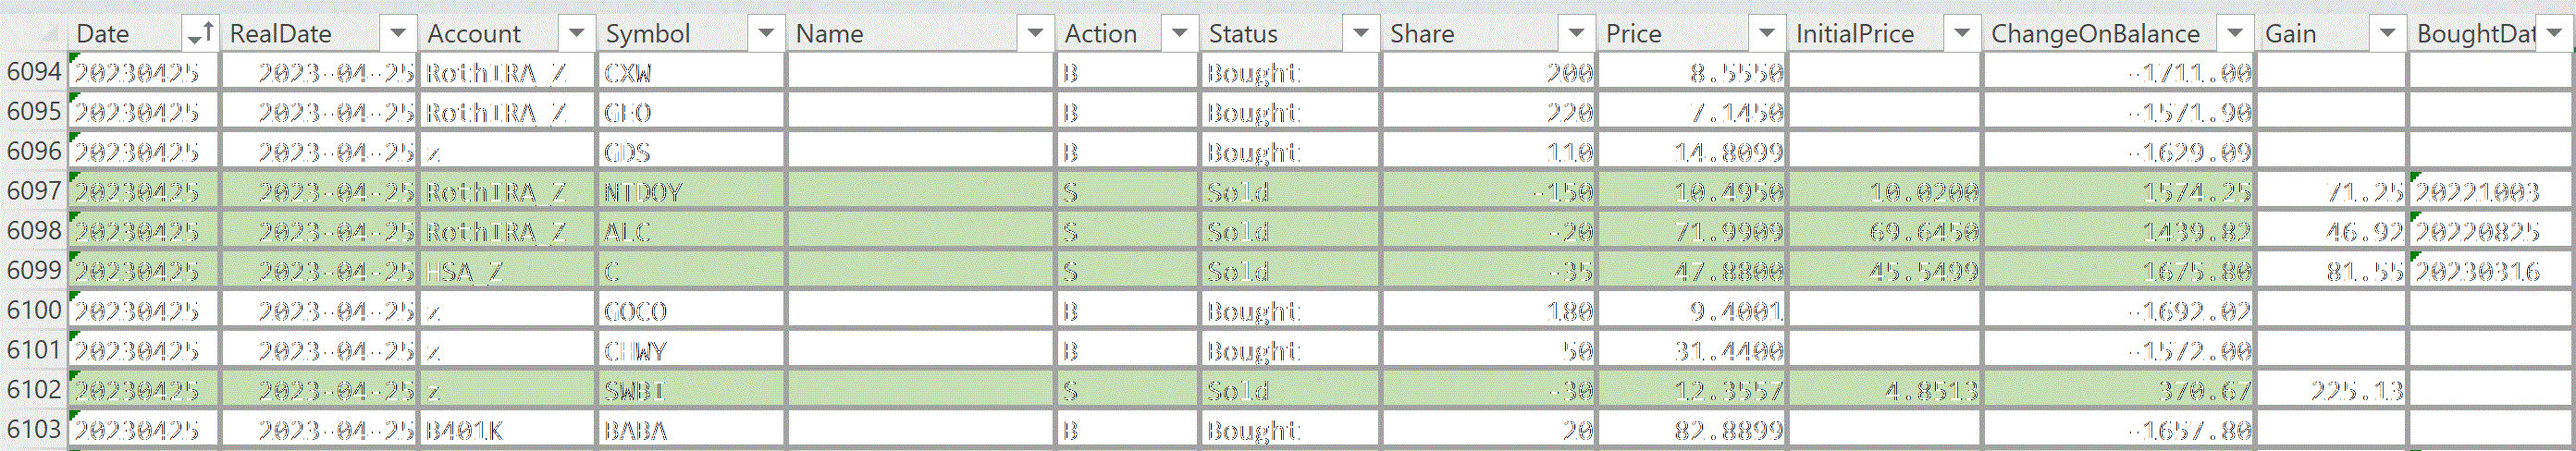 Date RealDate Account Symbol Name Action Status Share Price InitialPrice ChangeOnBalance Gain BoughtDat
6094 20230425 2023-04-25 RothIRA_Z CXW B Bought 200 8.5550 -1711.00
6095 20230425 2023-04-25 RothIRA_Z GEO B Bought 220 7.1450 -1571.90
6096 20230425 2023-04-25 z GDS B Bought 110 14.8099 -1629.09
6097 20230425 2023-04-25 RothIRA_Z NTDOY S Sold -150 10.4950 10.0200 1574.25 71.25 20221003
6098 20230425 2023-04-25 RothIRA_Z ALC S Sold -20 71.9909 69.6450 1439.82 46.92 20220825
6099 20230425 2023-04-25 HSA_Z C S Sold -35 47.8800 45.5499 1675.80 81.55 20230316
6100 20230425 2023-04-25 z GOCO B Bought 180 9.4001 -1692.02
6101 20230425 2023-04-25 z CHWY B Bought 50 31.4400 -1572.00
6102 20230425 2023-04-25 z SWBI S Sold -30 12.3557 4.8513 370.67 225.13
6103 20230425 2023-04-25 B401K BABA B Bought 20 82.8899 -1657.80